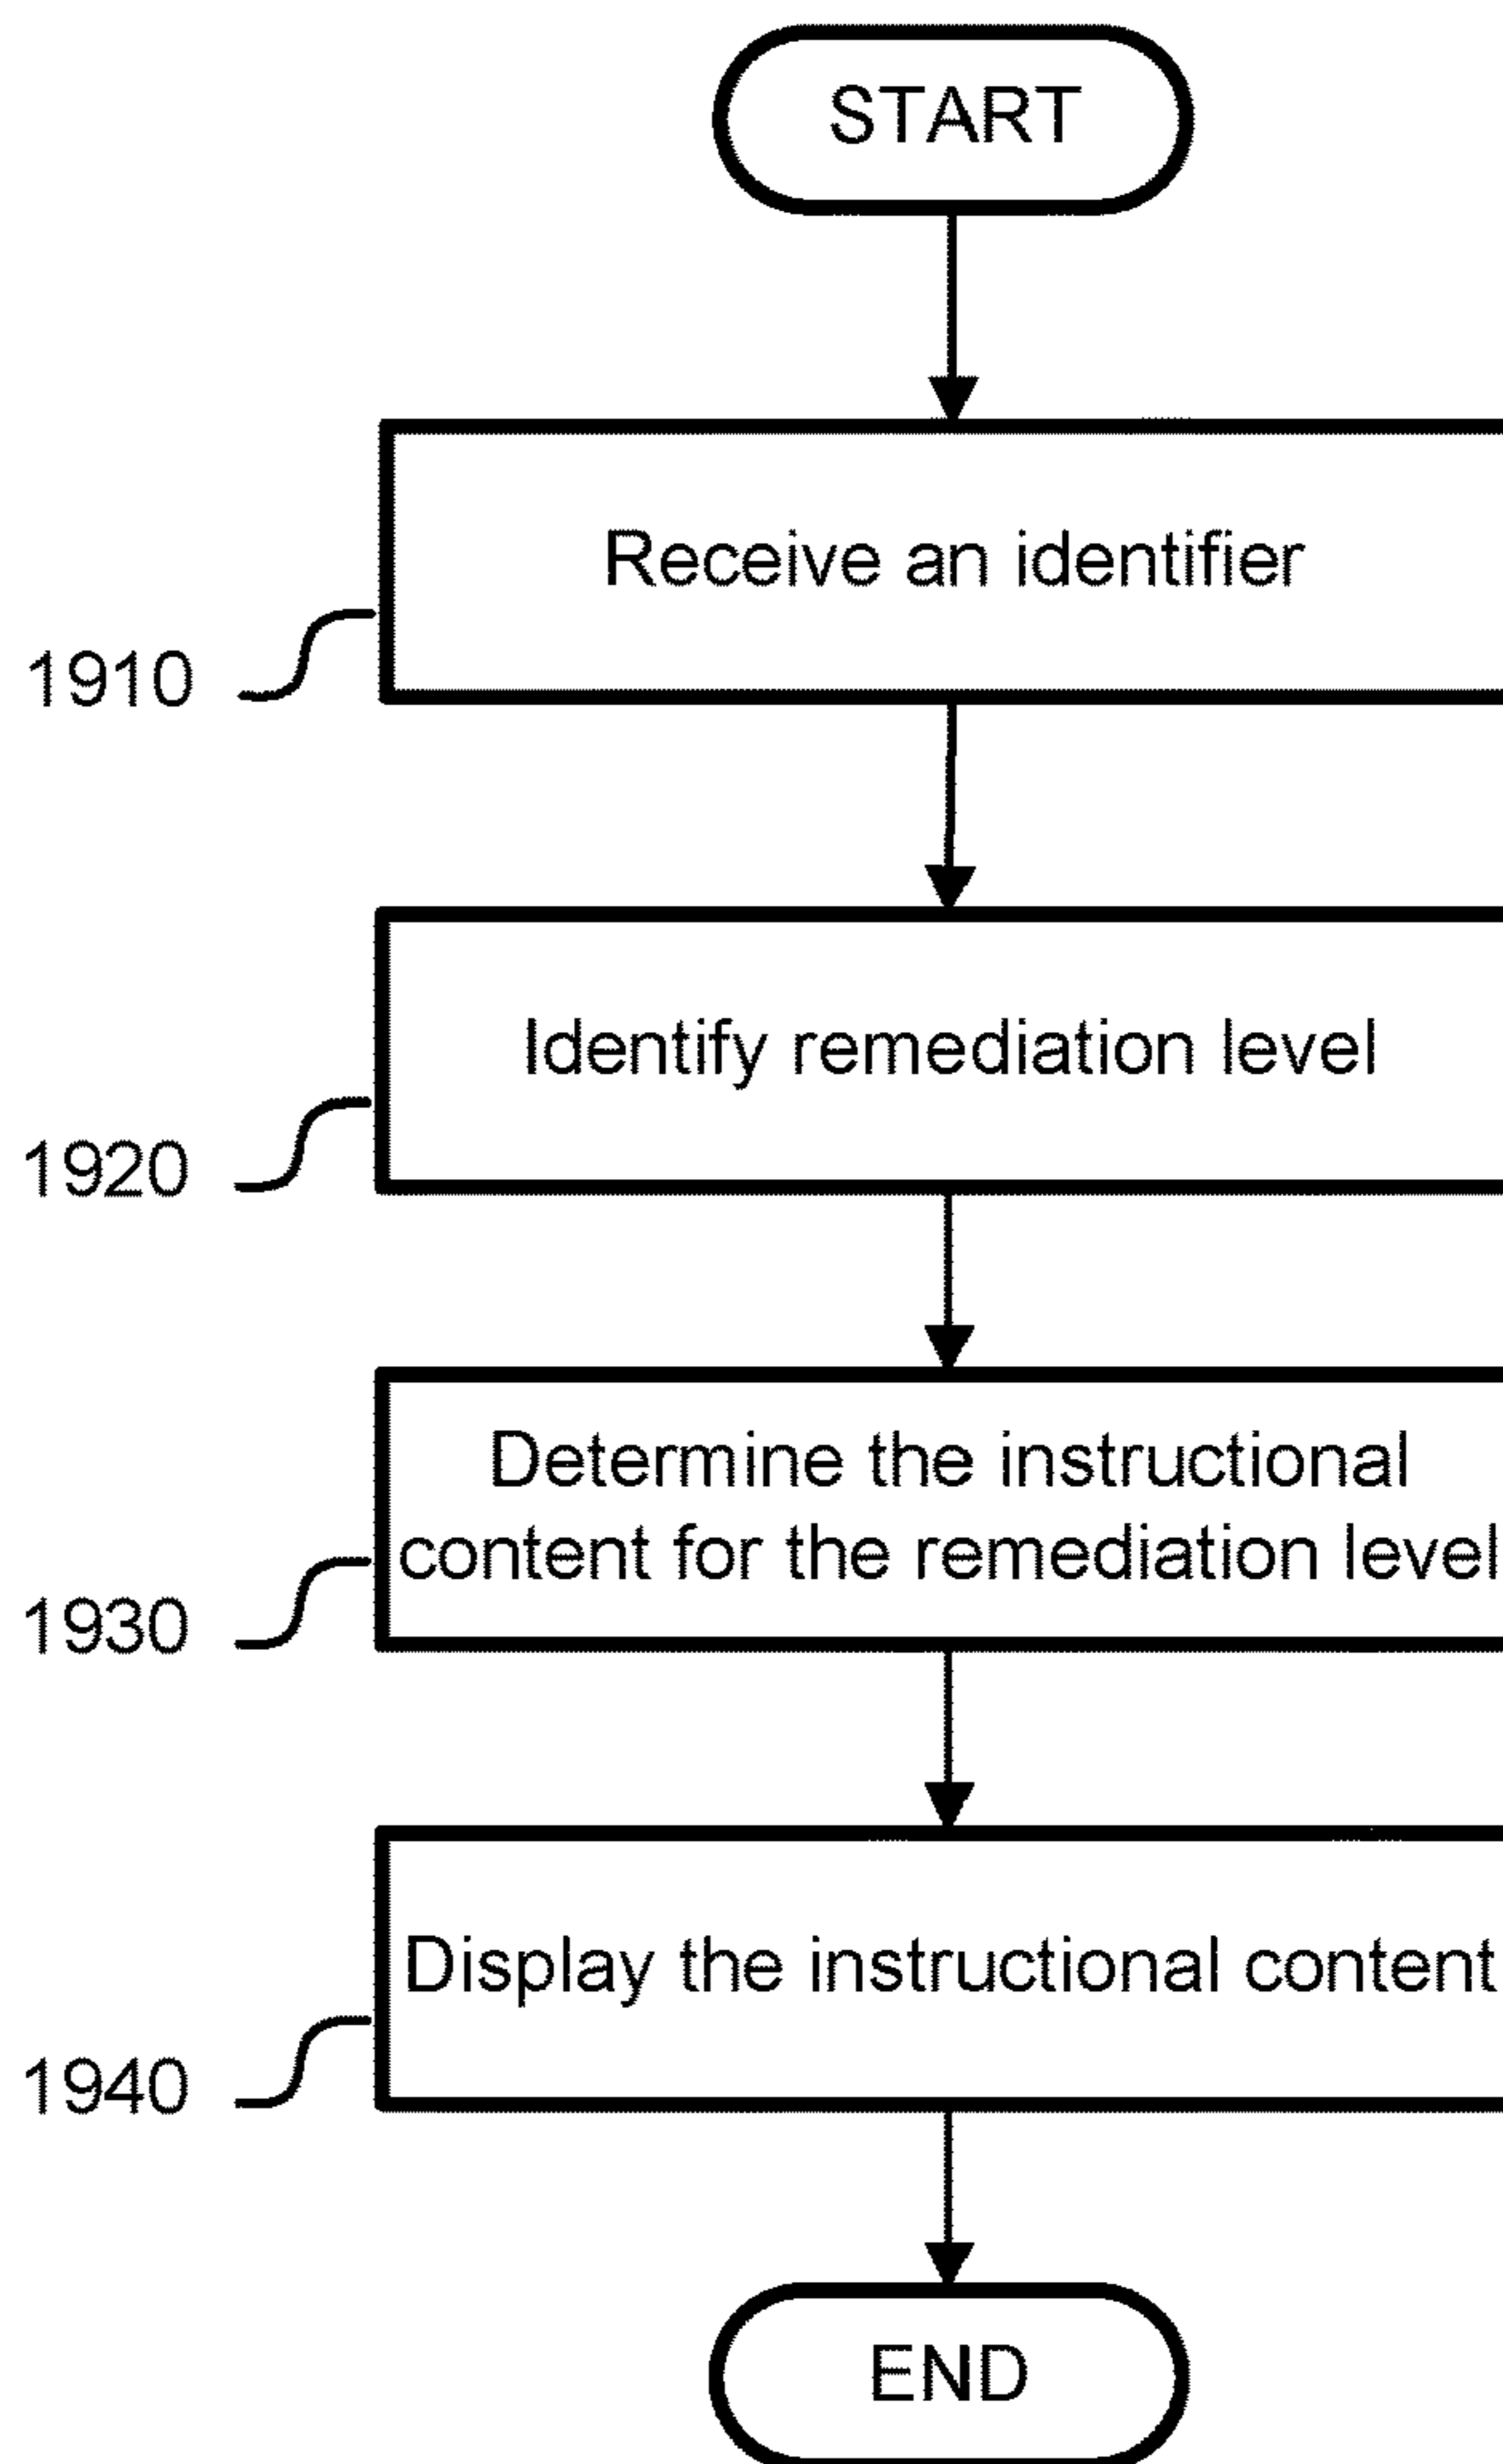 START
Receive an identifier
1910
Identify remediation level
1920
Determine the instructional
content for the remediation level
1930
Display the instructional content
1940
END